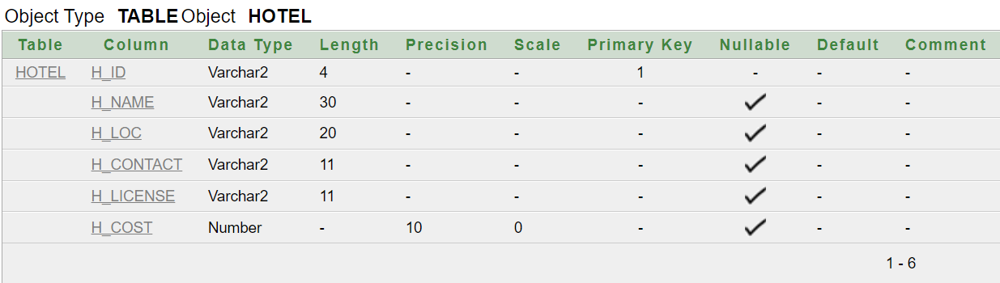 Object Type TABLE Object HOTEL
Table Column Data Type Length Precision Scale Primary Key Nullable Default Comment
HOTEL H_ID Varchar2 4 - - 1 - - -
H_NAME Varchar2 30 - - - ✓ - -
H_LOC Varchar2 20 - - - ✓ - -
H_CONTACT Varchar2 11 - - - ✓ - -
H_LICENSE Varchar2 11 - - - ✓ - -
H_COST Number - 10 0 - ✓ - -
1 - 6